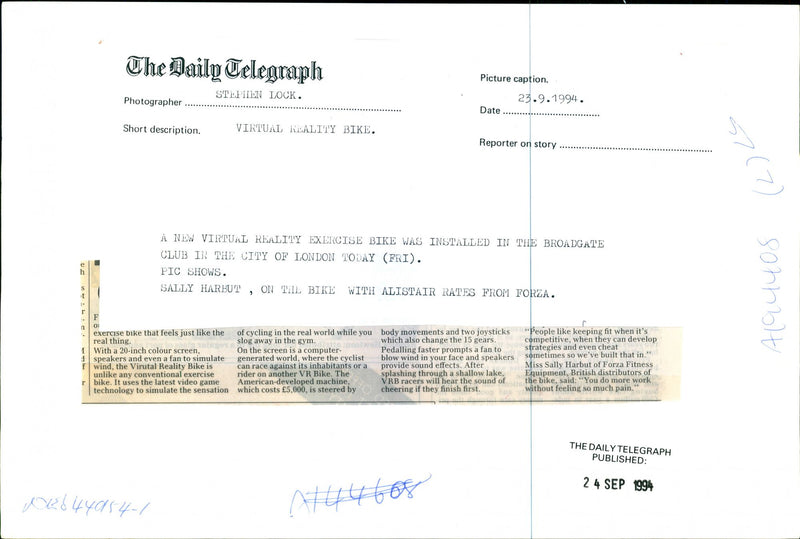 The Daily Telegraph
Picture caption.
STEPHEN LOCK.
Photographer
23.9.1994.
Date
Short description. VIRTUAL REALITY BIKE.
Reporter on story
A NEW VIRTUAL REALITY EXERCISE BIKE WAS INSTALLED IN THE BROADGATE
CLUB IN THE CITY OF LONDON TODAY (FRI).
PIC SHOWS.
SALLY HARBUT , ON THE BIKE WITH ALISTAIR RATES FROM FORZA.
exercise bike that feels just like the
real thing.
With a 20-inch colour screen,
speakers and even a fan to simulate
wind, the Virutal Reality Bike is
unlike any conventional exercise
bike. It uses the latest video game
technology to simulate the sensation
of cycling in the real world while you
slog away in the gym.
On the screen is a computer-
generated world, where the cyclist
can race against its inhabitants or a
rider on another VR Bike. The
American-developed machine,
which costs £5,000, is steered by
body movements and two joysticks
which also change the 15 gears.
Pedalling faster prompts a fan to
blow wind in your face and speakers
provide sound effects. After
splashing through a shallow lake,
VRB racers will hear the sound of
cheering if they finish first.
"People like keeping fit when it's
competitive, when they can develop
strategies and even cheat
sometimes so we've built that in."
Miss Sally Harbut of Forza Fitness
Equipment, British distributors of
the bike, said: "You do more work
without feeling so much pain."
THE DAILY TELEGRAPH
PUBLISHED:
24 SEP 1994
A144608